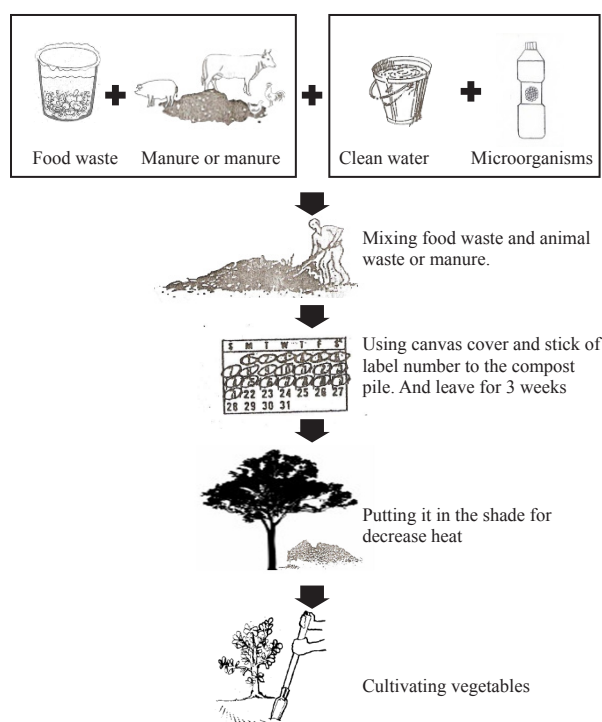 Food waste
Manure or manure
Clean water
Microorganisms
Mixing food waste and animal
waste or manure.
Using canvas cover and stick of
label number to the compost
pile. And leave for 3 weeks
S M T W T F S
22 23 24 25 26 27
28 29 30 31
Putting it in the shade for
decrease heat
Cultivating vegetables